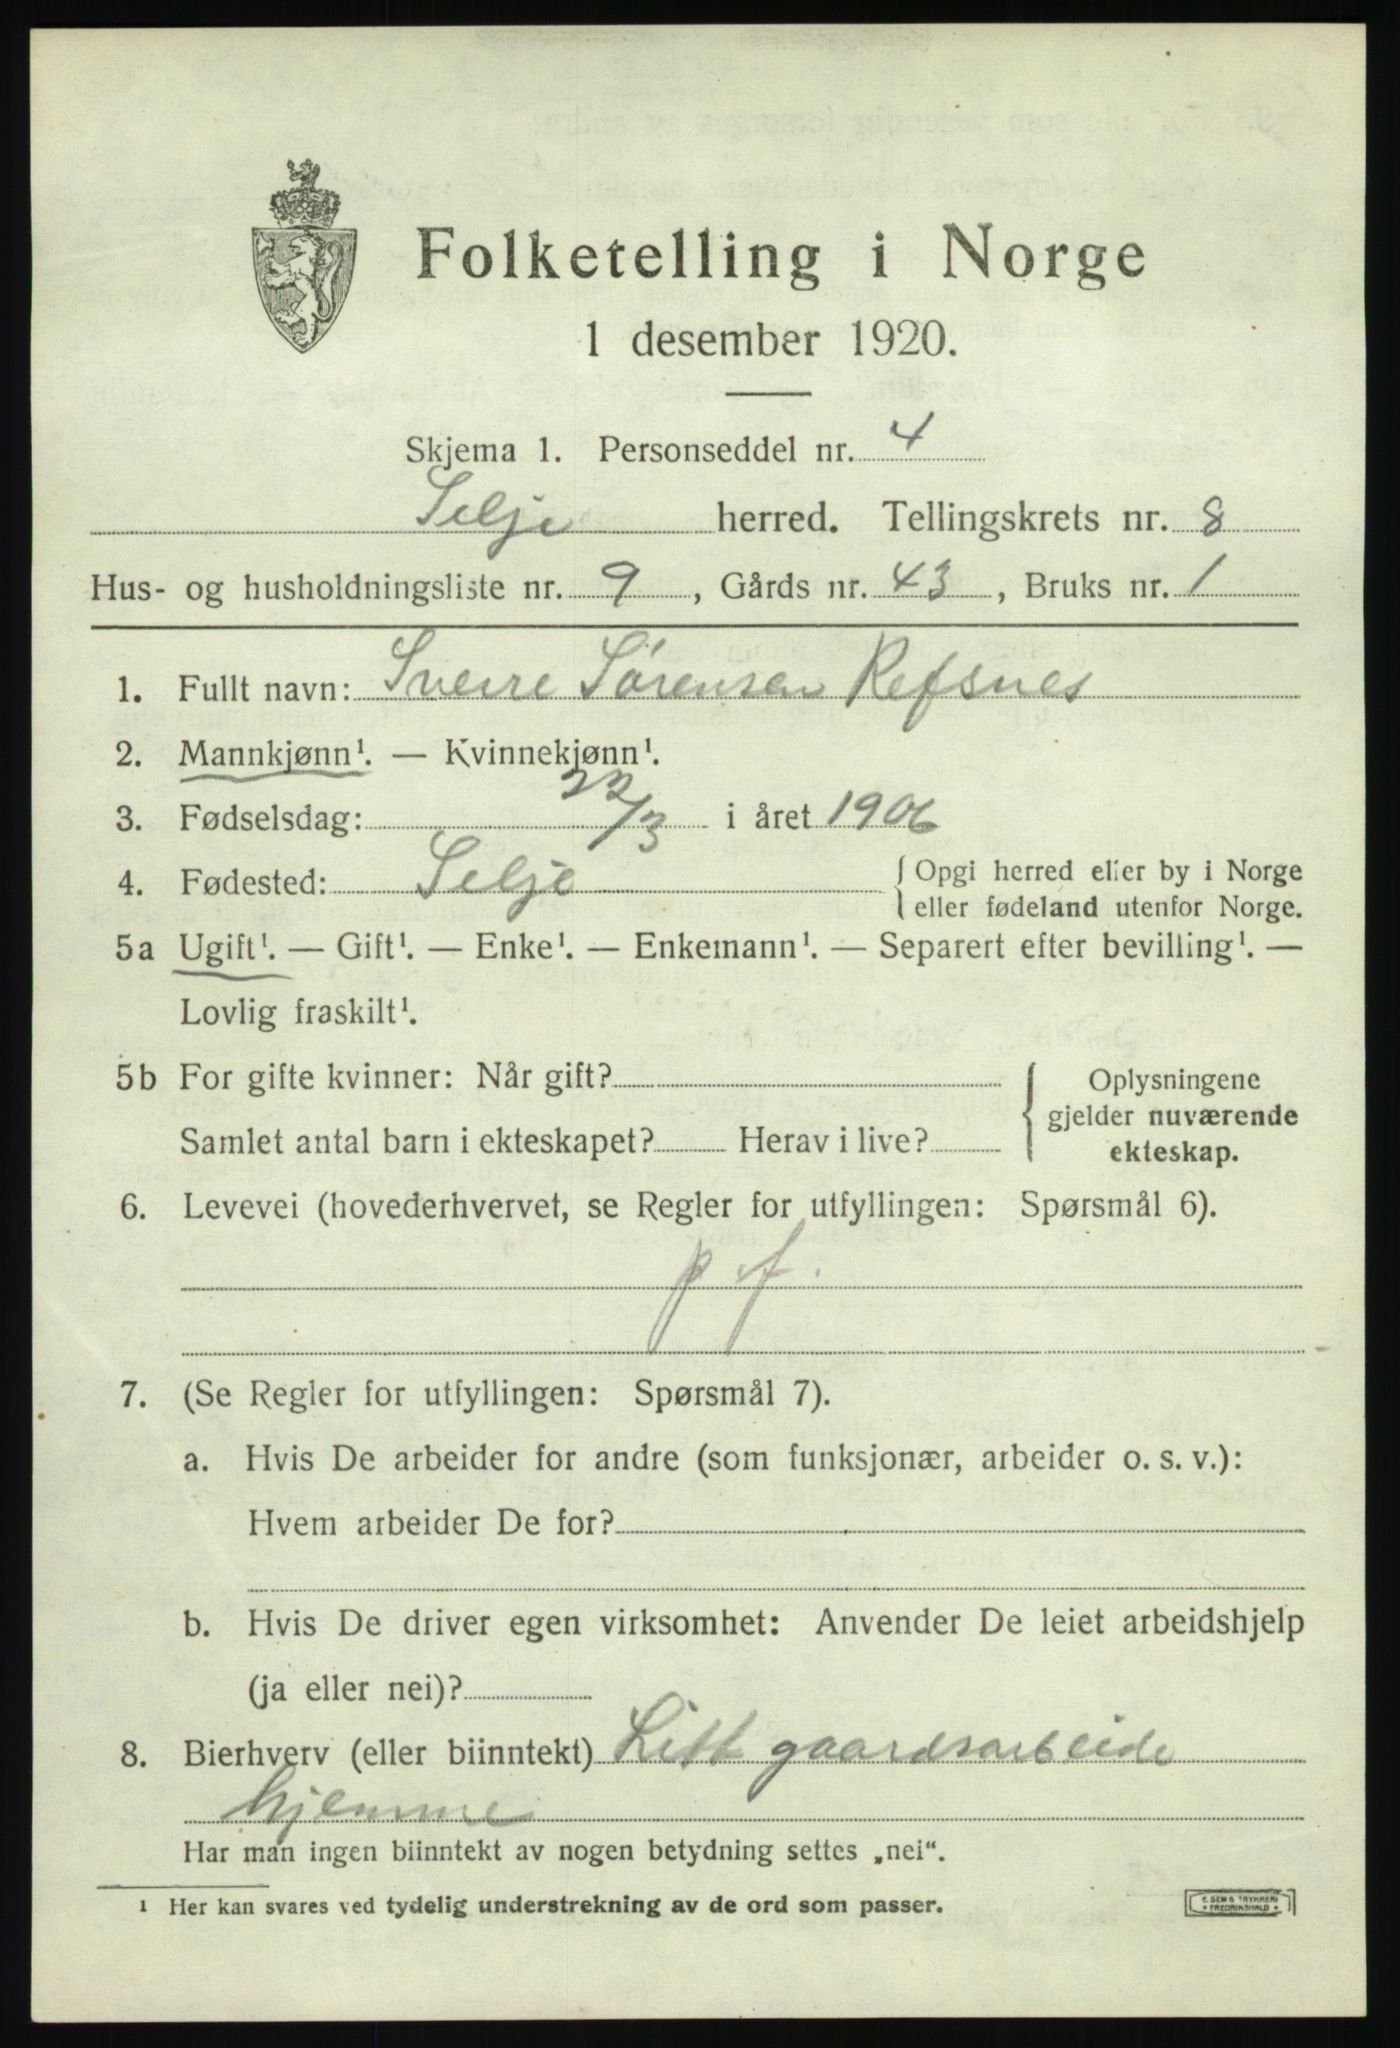 Folketelling i Norge
1 desember 1920.
Skjema 1. Personseddel nr. 4
Selje herred. Tellingskrets nr. 8
Hus- og husholdningsliste nr. 9, Gårds nr. 43, Bruks nr. 1
1. Fullt navn: Sverre Sørensen Refsnes
2. Mannkjønn¹. — Kvinnekjønn¹.
3. Fødselsdag: 22/3 i året 1906
4. Fødested: Selje { Opgi herred eller by i Norge
eller fødeland utenfor Norge.
5a Ugift¹. — Gift¹. — Enke¹. — Enkemann¹. — Separert efter bevilling¹. —
Lovlig fraskilt¹.
5b For gifte kvinner: Når gift? { Oplysningene
gjelder nuværende
Samlet antal barn i ekteskapet? Herav i live?
ekteskap.
6. Levevei (hovederhvervet, se Regler for utfyllingen: Spørsmål 6).
p f.
7. (Se Regler for utfyllingen: Spørsmål 7).
a. Hvis De arbeider for andre (som funksjonær, arbeider o. s. v.):
Hvem arbeider De for?
b. Hvis De driver egen virksomhet: Anvender De leiet arbeidshjelp
(ja eller nei)?
8. Bierhverv (eller biinntekt) Litt gaardsarbeide
hjemme
Har man ingen biinntekt av nogen betydning settes „nei“.
¹ Her kan svares ved tydelig understrekning av de ord som passer.
E. SEM'S TRYKKERI
* FREDRIKSHALD *